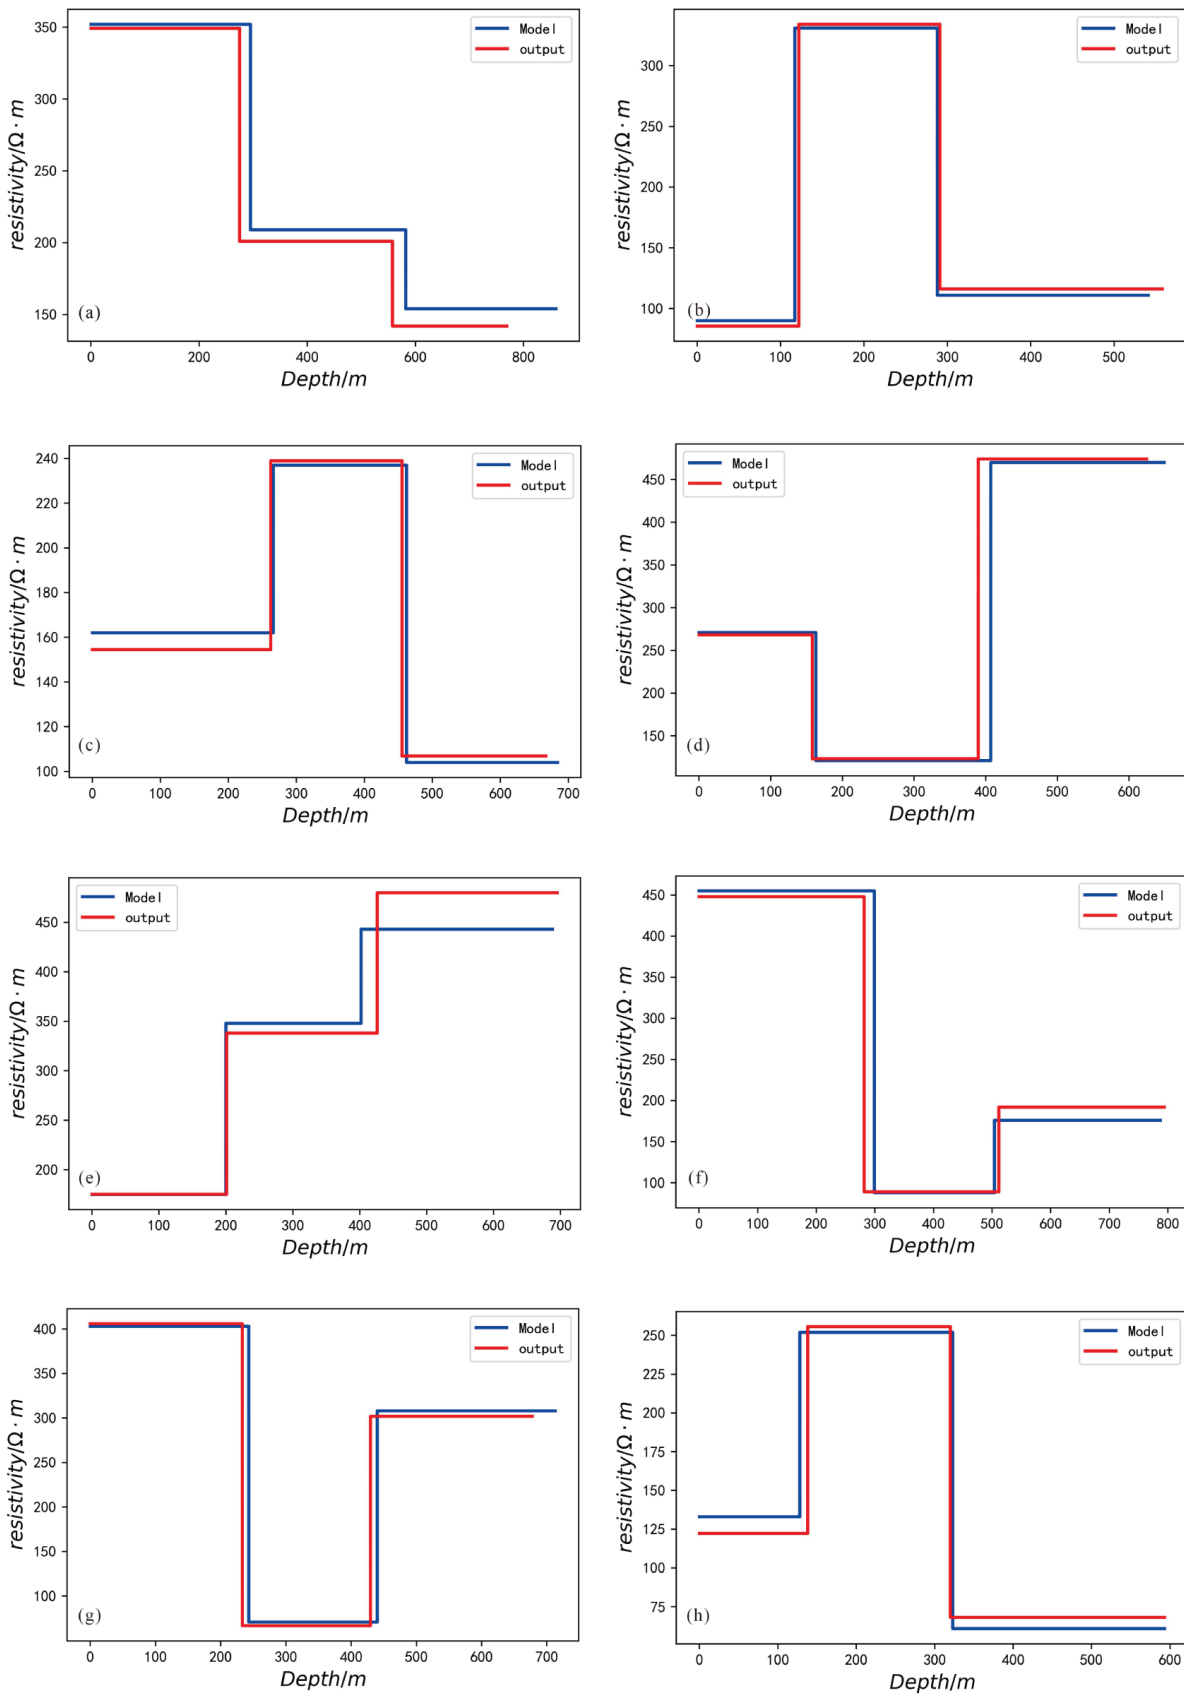 350
300
250
200
150
resistivity/Ω·m
Model
output
(a)
0 200 400 600 800
Depth/m
300
250
200
150
100
resistivity/Ω·m
Model
output
(b)
0 100 200 300 400 500
Depth/m
240
220
200
180
160
140
120
100
resistivity/Ω·m
Model
output
(c)
0 100 200 300 400 500 600 700
Depth/m
450
400
350
300
250
200
150
resistivity/Ω·m
Model
output
(d)
0 100 200 300 400 500 600
Depth/m
450
400
350
300
250
200
resistivity/Ω·m
Model
output
(e)
0 100 200 300 400 500 600 700
Depth/m
450
400
350
300
250
200
150
100
resistivity/Ω·m
Model
output
(f)
0 100 200 300 400 500 600 700 800
Depth/m
400
350
300
250
200
150
100
resistivity/Ω·m
Model
output
(g)
0 100 200 300 400 500 600 700
Depth/m
250
225
200
175
150
125
100
75
resistivity/Ω·m
Model
output
(h)
0 100 200 300 400 500 600
Depth/m